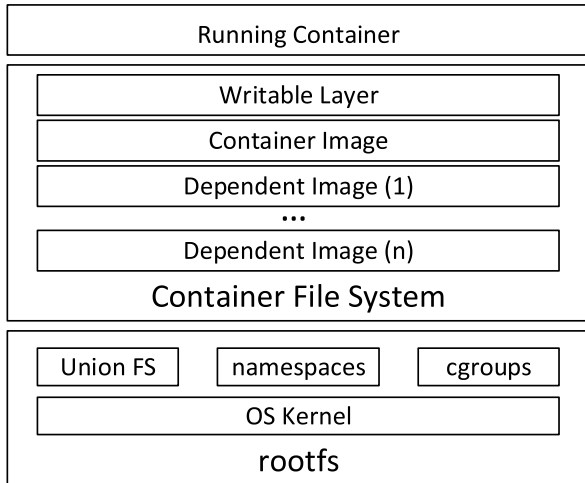 Running Container
Writable Layer
Container Image
Dependent Image (1)
...
Dependent Image (n)
Container File System
Union FS namespaces cgroups
OS Kernel
rootfs